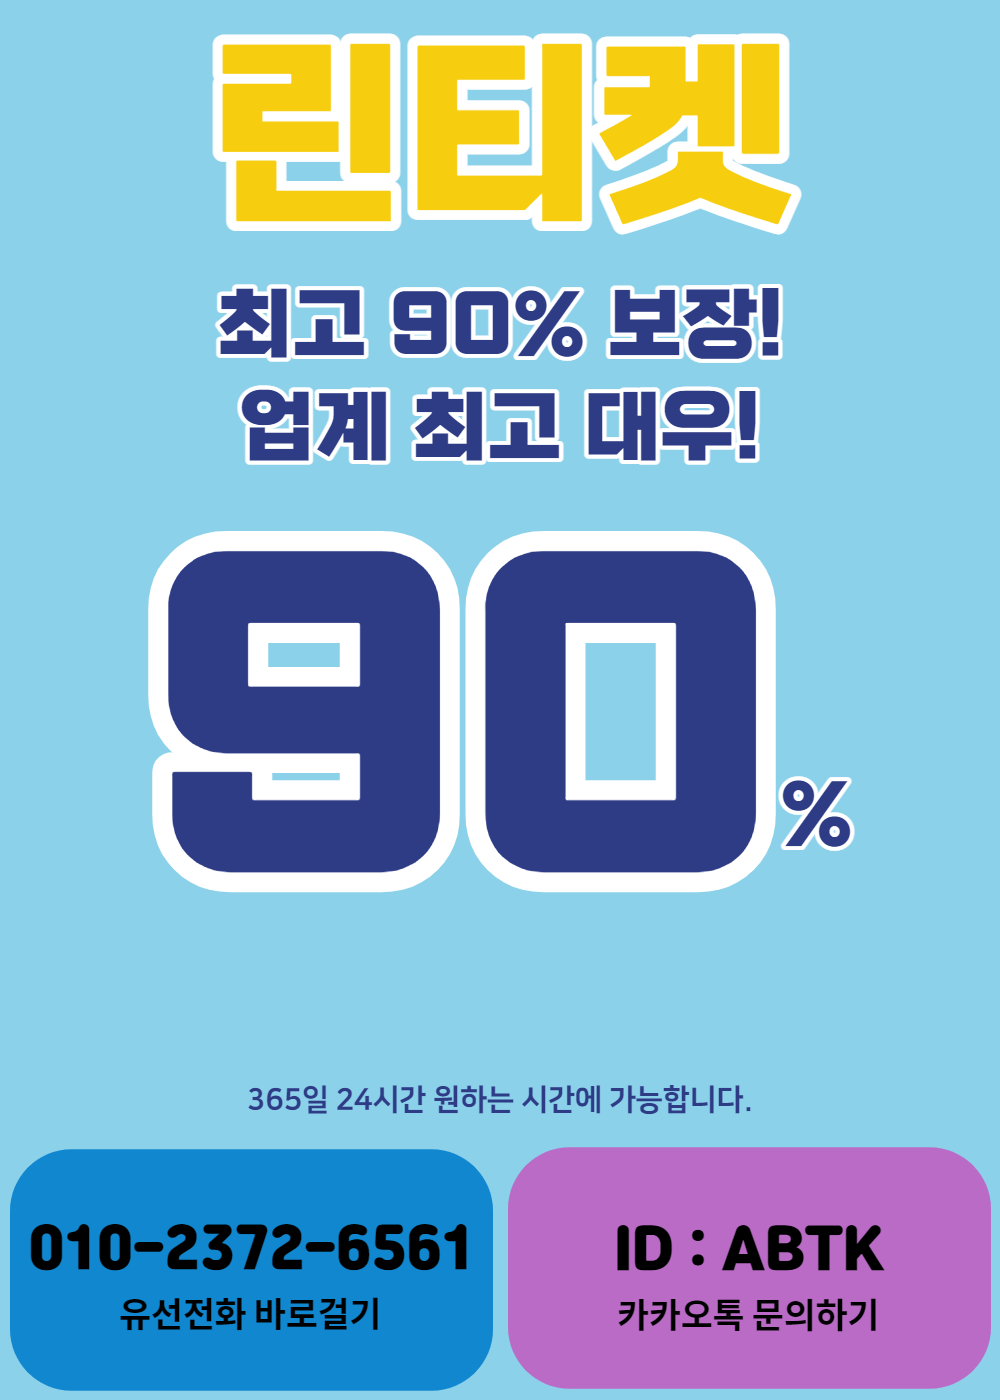 린티켓
최고 90% 보장!
업계 최고 대우!
90%
365일 24시간 원하는 시간에 가능합니다.
010-2372-6561
유선전화 바로걸기
ID : ABTK
카카오톡 문의하기